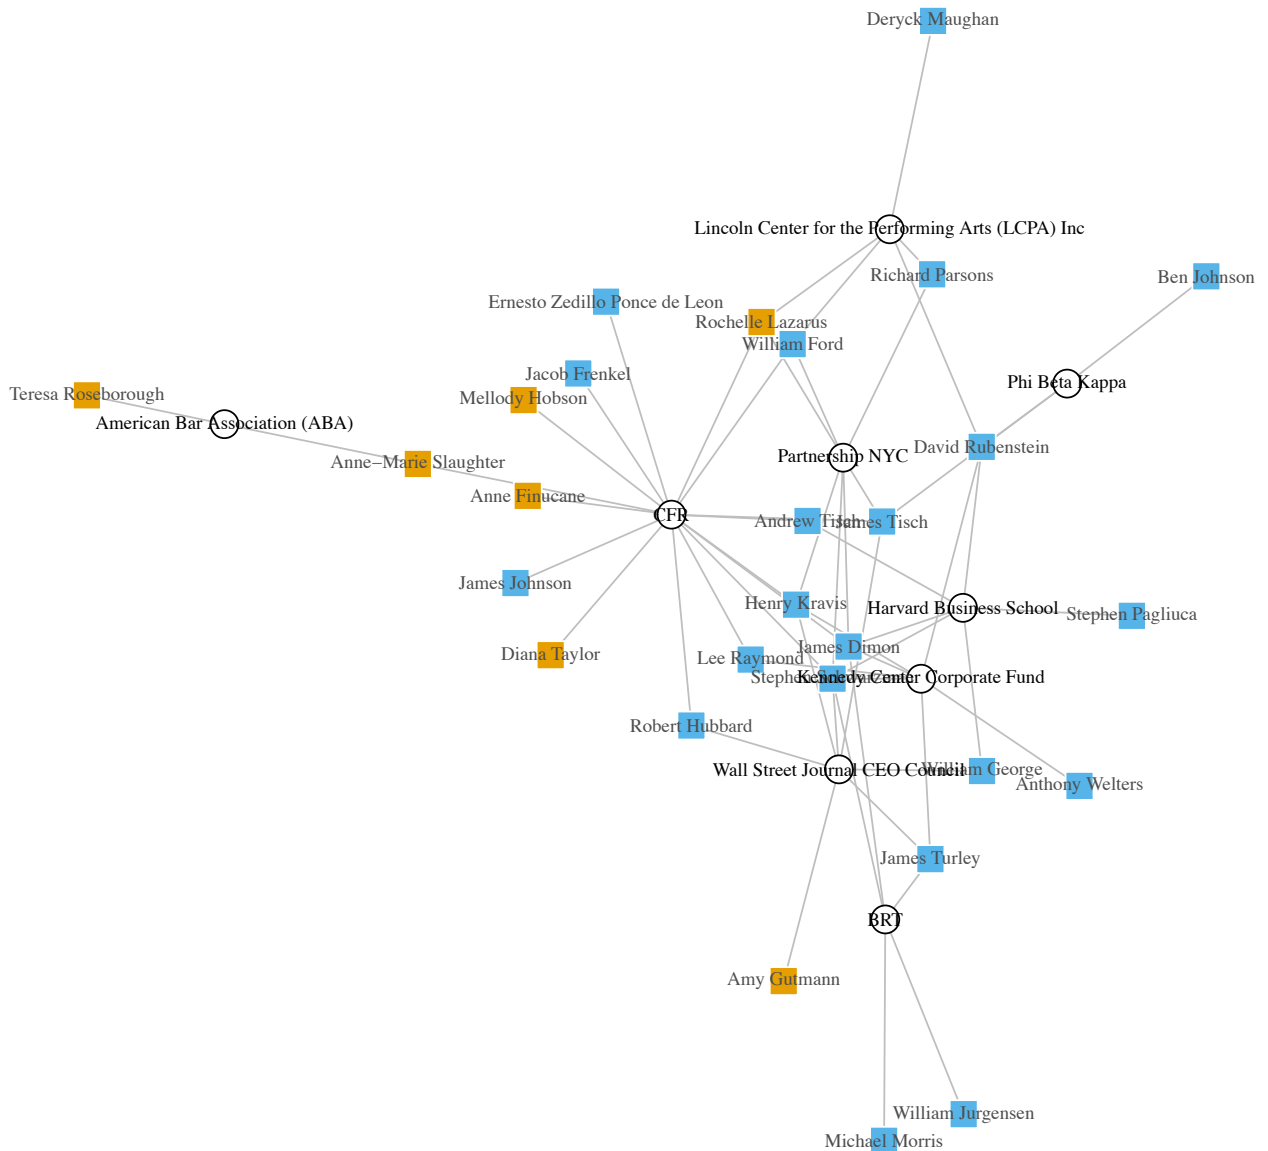 Deryck Maughan
Lincoln Center for the Performing Arts (LCPA) Inc
Richard Parsons
Ben Johnson
Ernesto Zedillo Ponce de Leon
Rochelle Lazarus
William Ford
Jacob Frenkel
Phi Beta Kappa
Teresa Roseborough
Mellody Hobson
American Bar Association (ABA)
David Rubenstein
Partnership NYC
Anne−Marie Slaughter
Anne Finucane
CFR
Andrew Tisch
James Tisch
James Johnson
Henry Kravis
Harvard Business School
Stephen Pagliuca
James Dimon
Diana Taylor
Lee Raymond
Stephen
Kennedy Center Corporate Fund
Robert Hubbard
Wall Street Journal CEO Council
William George
Anthony Welters
James Turley
BRT
Amy Gutmann
William Jurgensen
Michael Morris